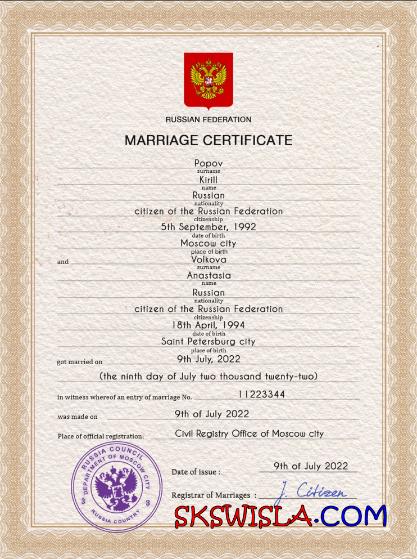 RUSSIAN FEDERATION
MARRIAGE CERTIFICATE
Popov
surname
Kirill
name
Russian
nationality
citizen of the Russian Federation
citizenship
5th September, 1992
date of birth
Moscow city
place of birth
and Volkova
surname
Anastasia
name
Russian
nationality
citizen of the Russian Federation
citizenship
18th April, 1994
date of birth
Saint Petersburg city
place of birth
got married on 9th July, 2022
(the ninth day of July two thousand twenty-two)
in witness whereof an entry of marriage No. 11223344
was made on 9th of July 2022
Place of official registration: Civil Registry Office of Moscow city
RUSSIA COUNCIL
DEPARTMENT OF MOSCOW CITY
RUSSIA COUNTRY
Date of issue : 9th of July 2022
Registrar of Marriages : J. Citizen
SKSWISLA.COM